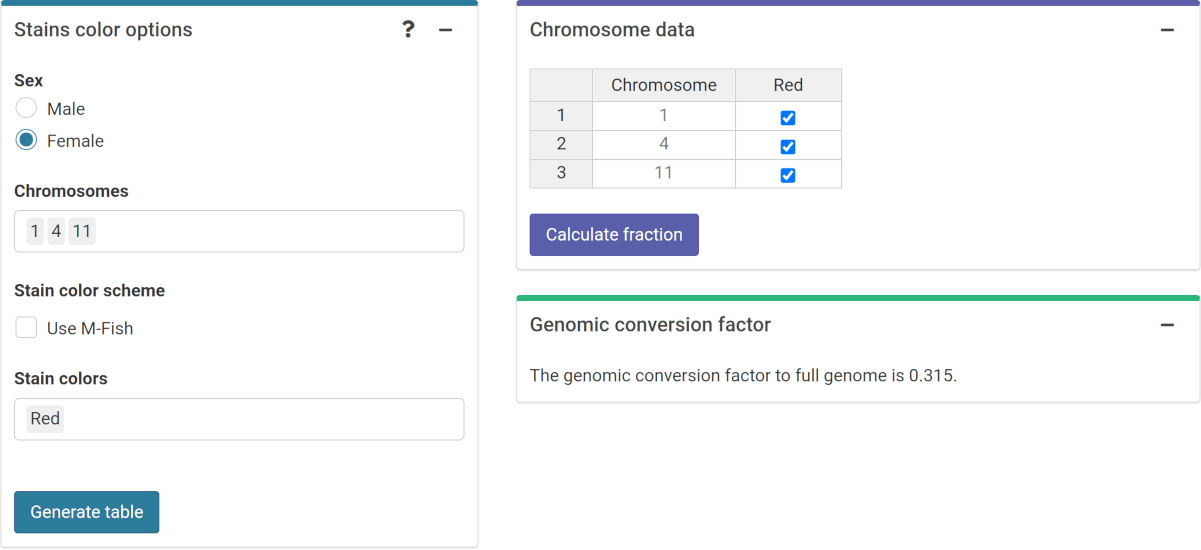 Stains color options ? −
Sex
Male
Female
Chromosomes
1 4 11
Stain color scheme
Use M-Fish
Stain colors
Red
Generate table
Chromosome data −
Chromosome Red
1 1
2 4
3 11
Calculate fraction
Genomic conversion factor −
The genomic conversion factor to full genome is 0.315.